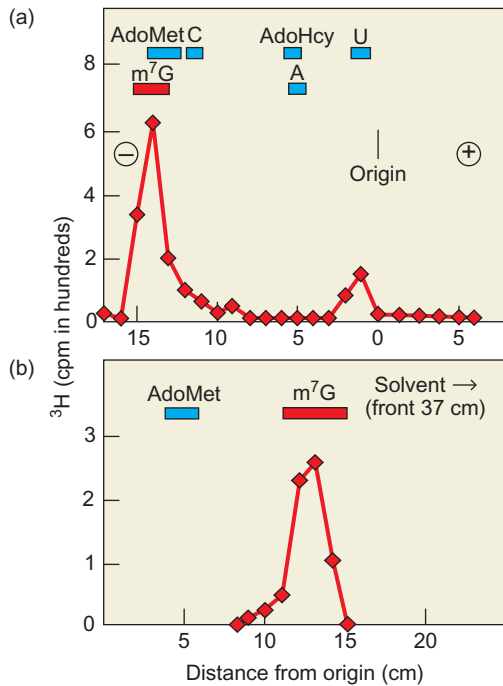 (a)
AdoMet C AdoHcy U
m⁷G A
8
6
4
2
0
− +
Origin
15 10 5 0 5
³H (cpm in hundreds)
(b)
AdoMet m⁷G Solvent →
(front 37 cm)
3
2
1
0
5 10 15 20
Distance from origin (cm)